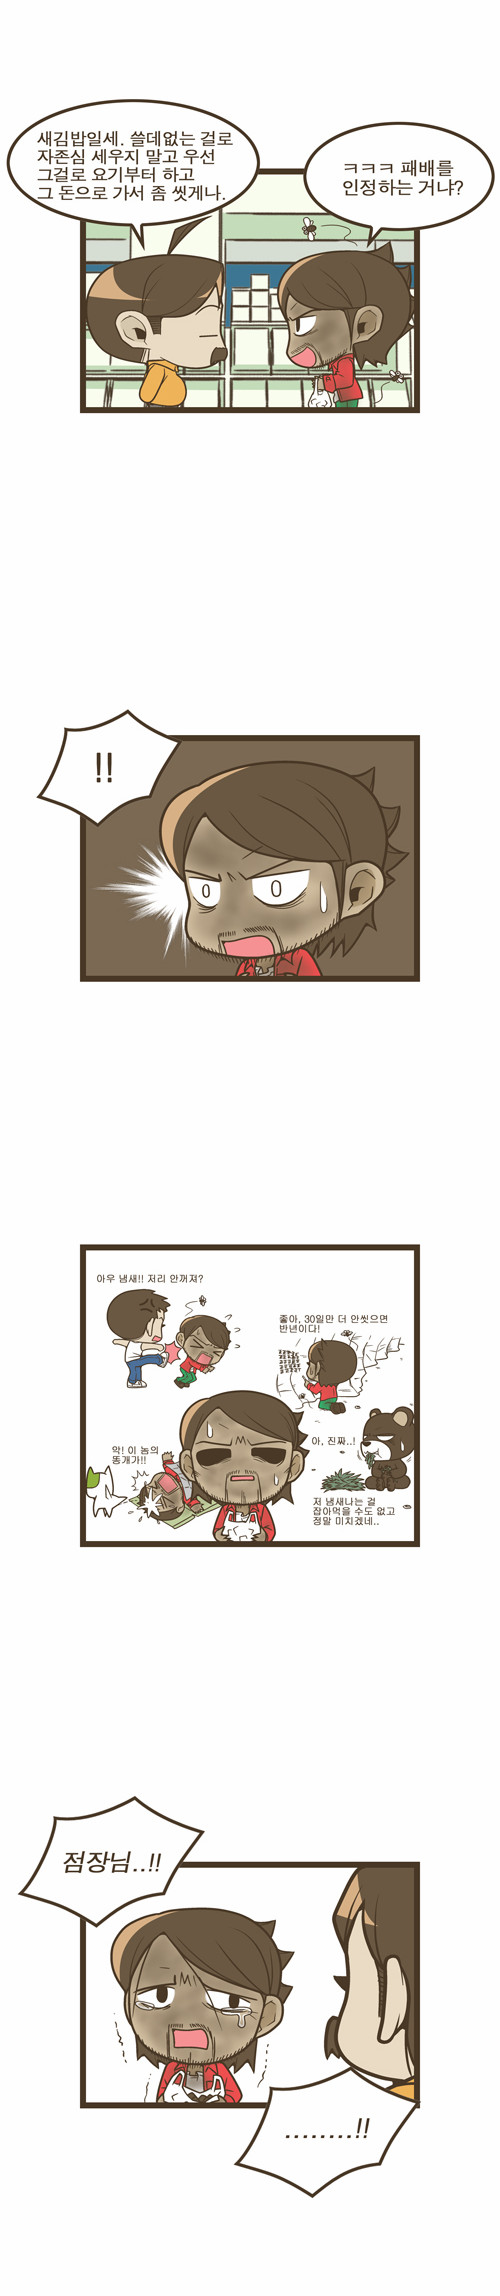 새김밥일세. 쓸데없는 걸로
자존심 세우지 말고 우선
그걸로 요기부터 하고
그 돈으로 가서 좀 씻게나.
ㅋㅋㅋ 패배를
인정하는 거냐?
!!
아우 냄새!! 저리 안꺼져?
좋아, 30일만 더 안씻으면
반년이다!
악! 이 놈의
똥개가!!
아, 진짜..!
저 냄새나는 걸
잡아먹을 수도 없고
정말 미치겠네..
점장님..!!
........!!